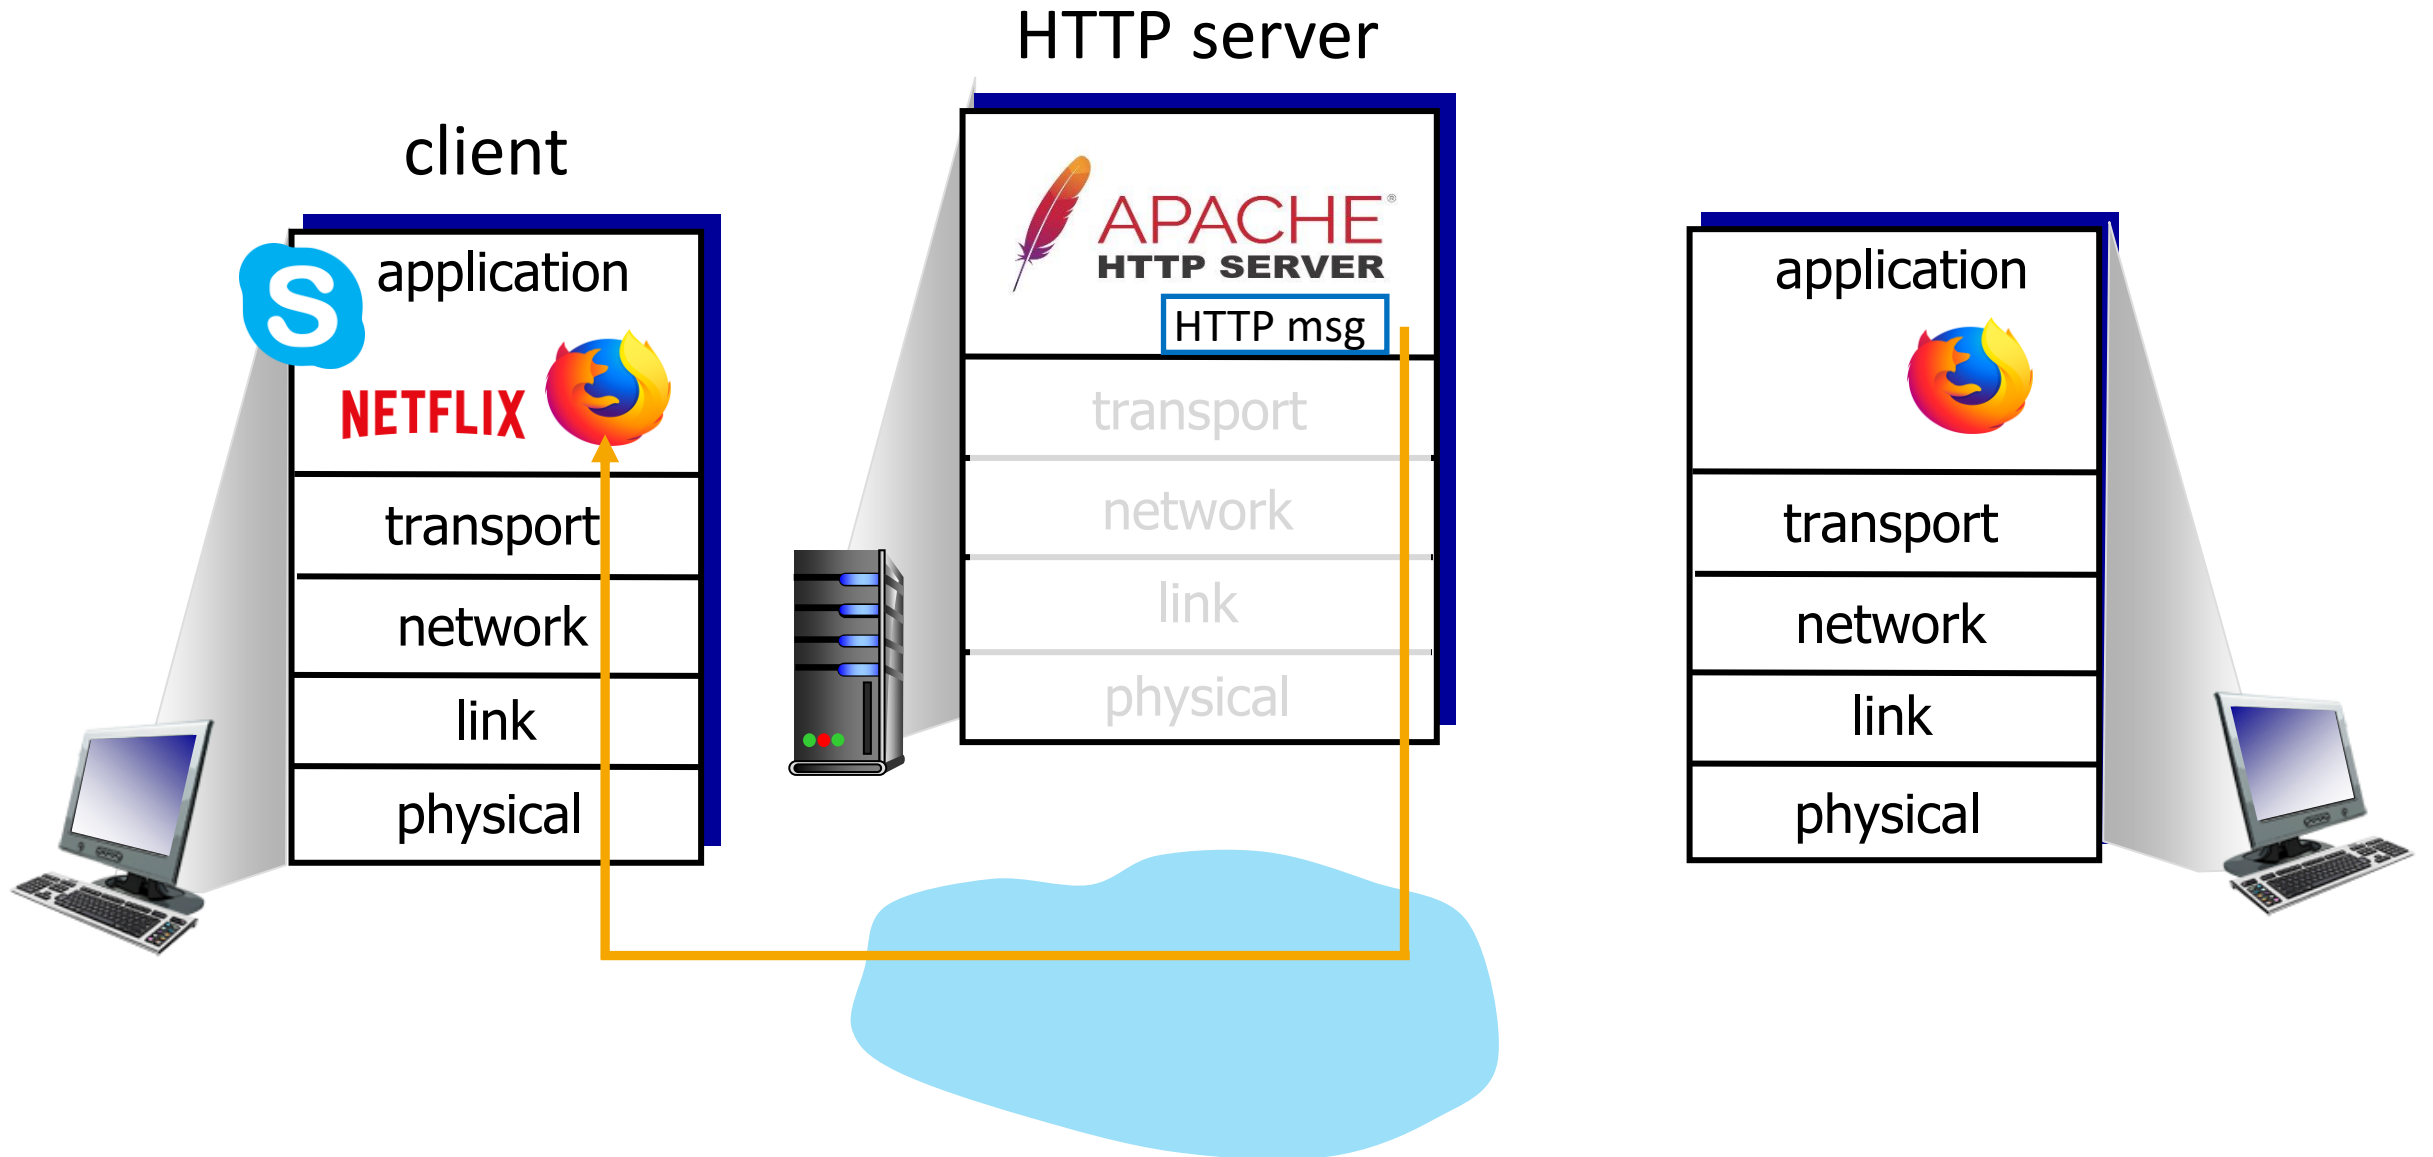 HTTP server
client
S
application
NETFLIX
transport
network
link
physical
APACHE®
HTTP SERVER
HTTP msg
transport
network
link
physical
application
transport
network
link
physical